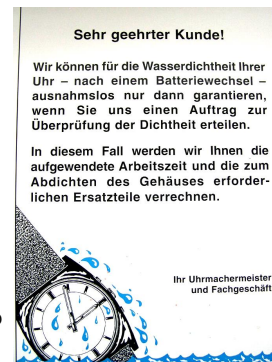 Sehr geehrter Kunde!
Wir können für die Wasserdichtheit Ihrer
Uhr – nach einem Batteriewechsel –
ausnahmslos nur dann garantieren,
wenn Sie uns einen Auftrag zur
Überprüfung der Dichtheit erteilen.
In diesem Fall werden wir Ihnen die
aufgewendete Arbeitszeit und die zum
Abdichten des Gehäuses erforder-
lichen Ersatzteile verrechnen.
Ihr Uhrmachermeister
und Fachgeschäft